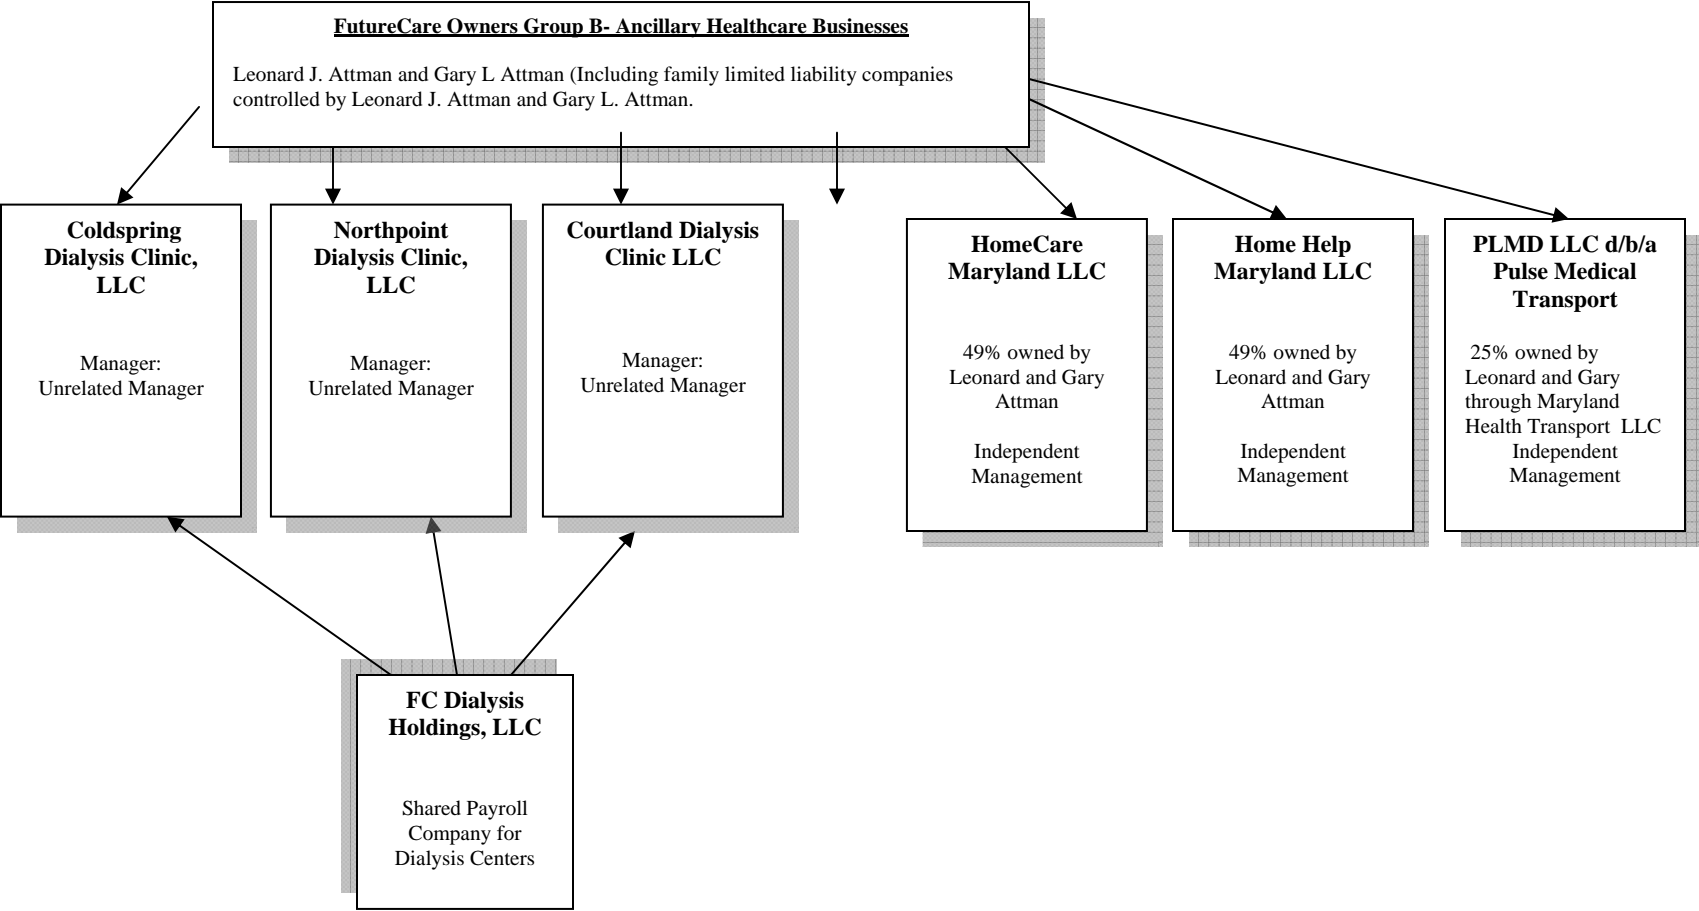 FutureCare Owners Group B- Ancillary Healthcare Businesses
Leonard J. Attman and Gary L Attman (Including family limited liability companies
controlled by Leonard J. Attman and Gary L. Attman.
Coldspring
Dialysis Clinic,
LLC
Manager:
Unrelated Manager
Northpoint
Dialysis Clinic,
LLC
Manager:
Unrelated Manager
Courtland Dialysis
Clinic LLC
Manager:
Unrelated Manager
HomeCare
Maryland LLC
49% owned by
Leonard and Gary
Attman
Independent
Management
Home Help
Maryland LLC
49% owned by
Leonard and Gary
Attman
Independent
Management
PLMD LLC d/b/a
Pulse Medical
Transport
25% owned by
Leonard and Gary
through Maryland
Health Transport LLC
Independent
Management
FC Dialysis
Holdings, LLC
Shared Payroll
Company for
Dialysis Centers